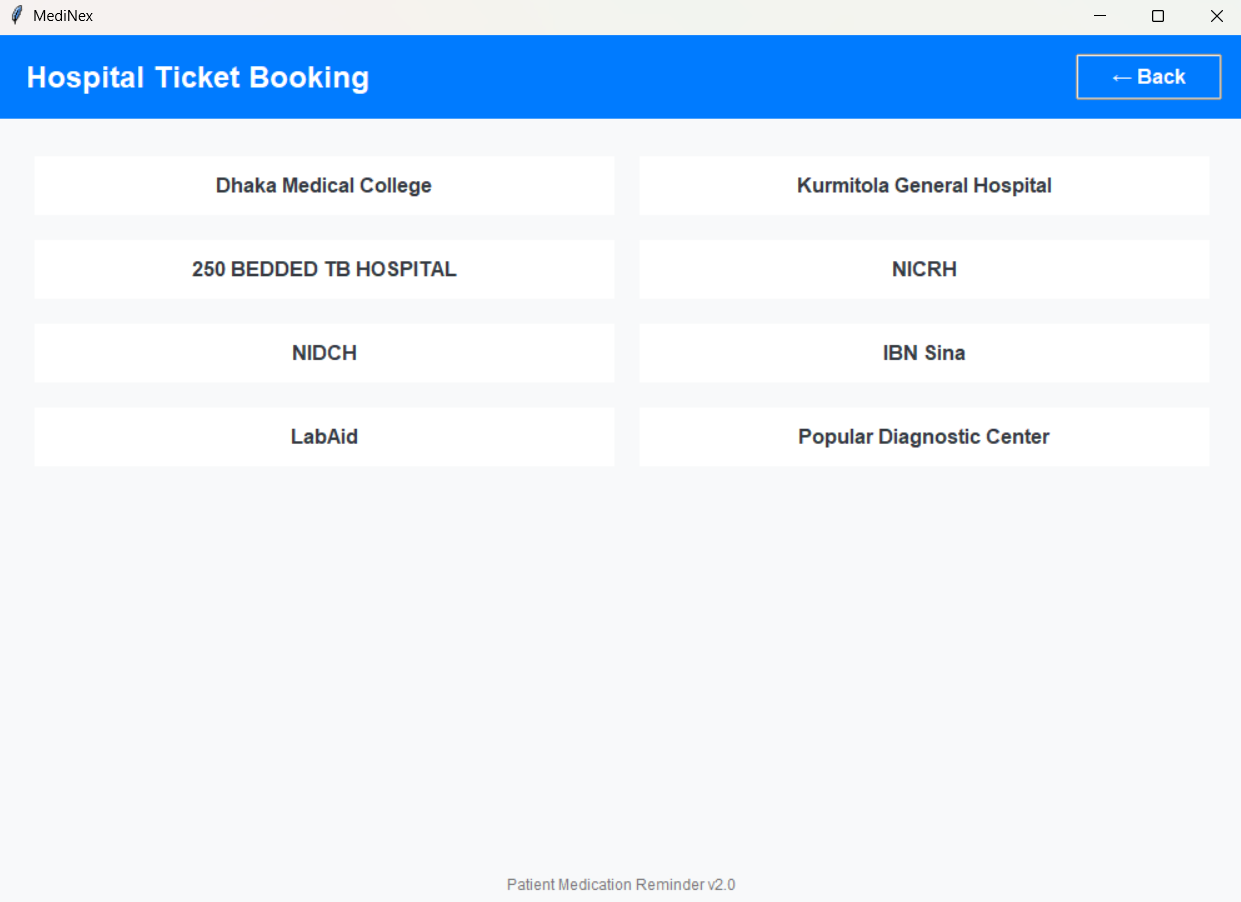 MediNex
Hospital Ticket Booking
← Back
Dhaka Medical College
Kurmitola General Hospital
250 BEDDED TB HOSPITAL
NICRH
NIDCH
IBN Sina
LabAid
Popular Diagnostic Center
Patient Medication Reminder v2.0